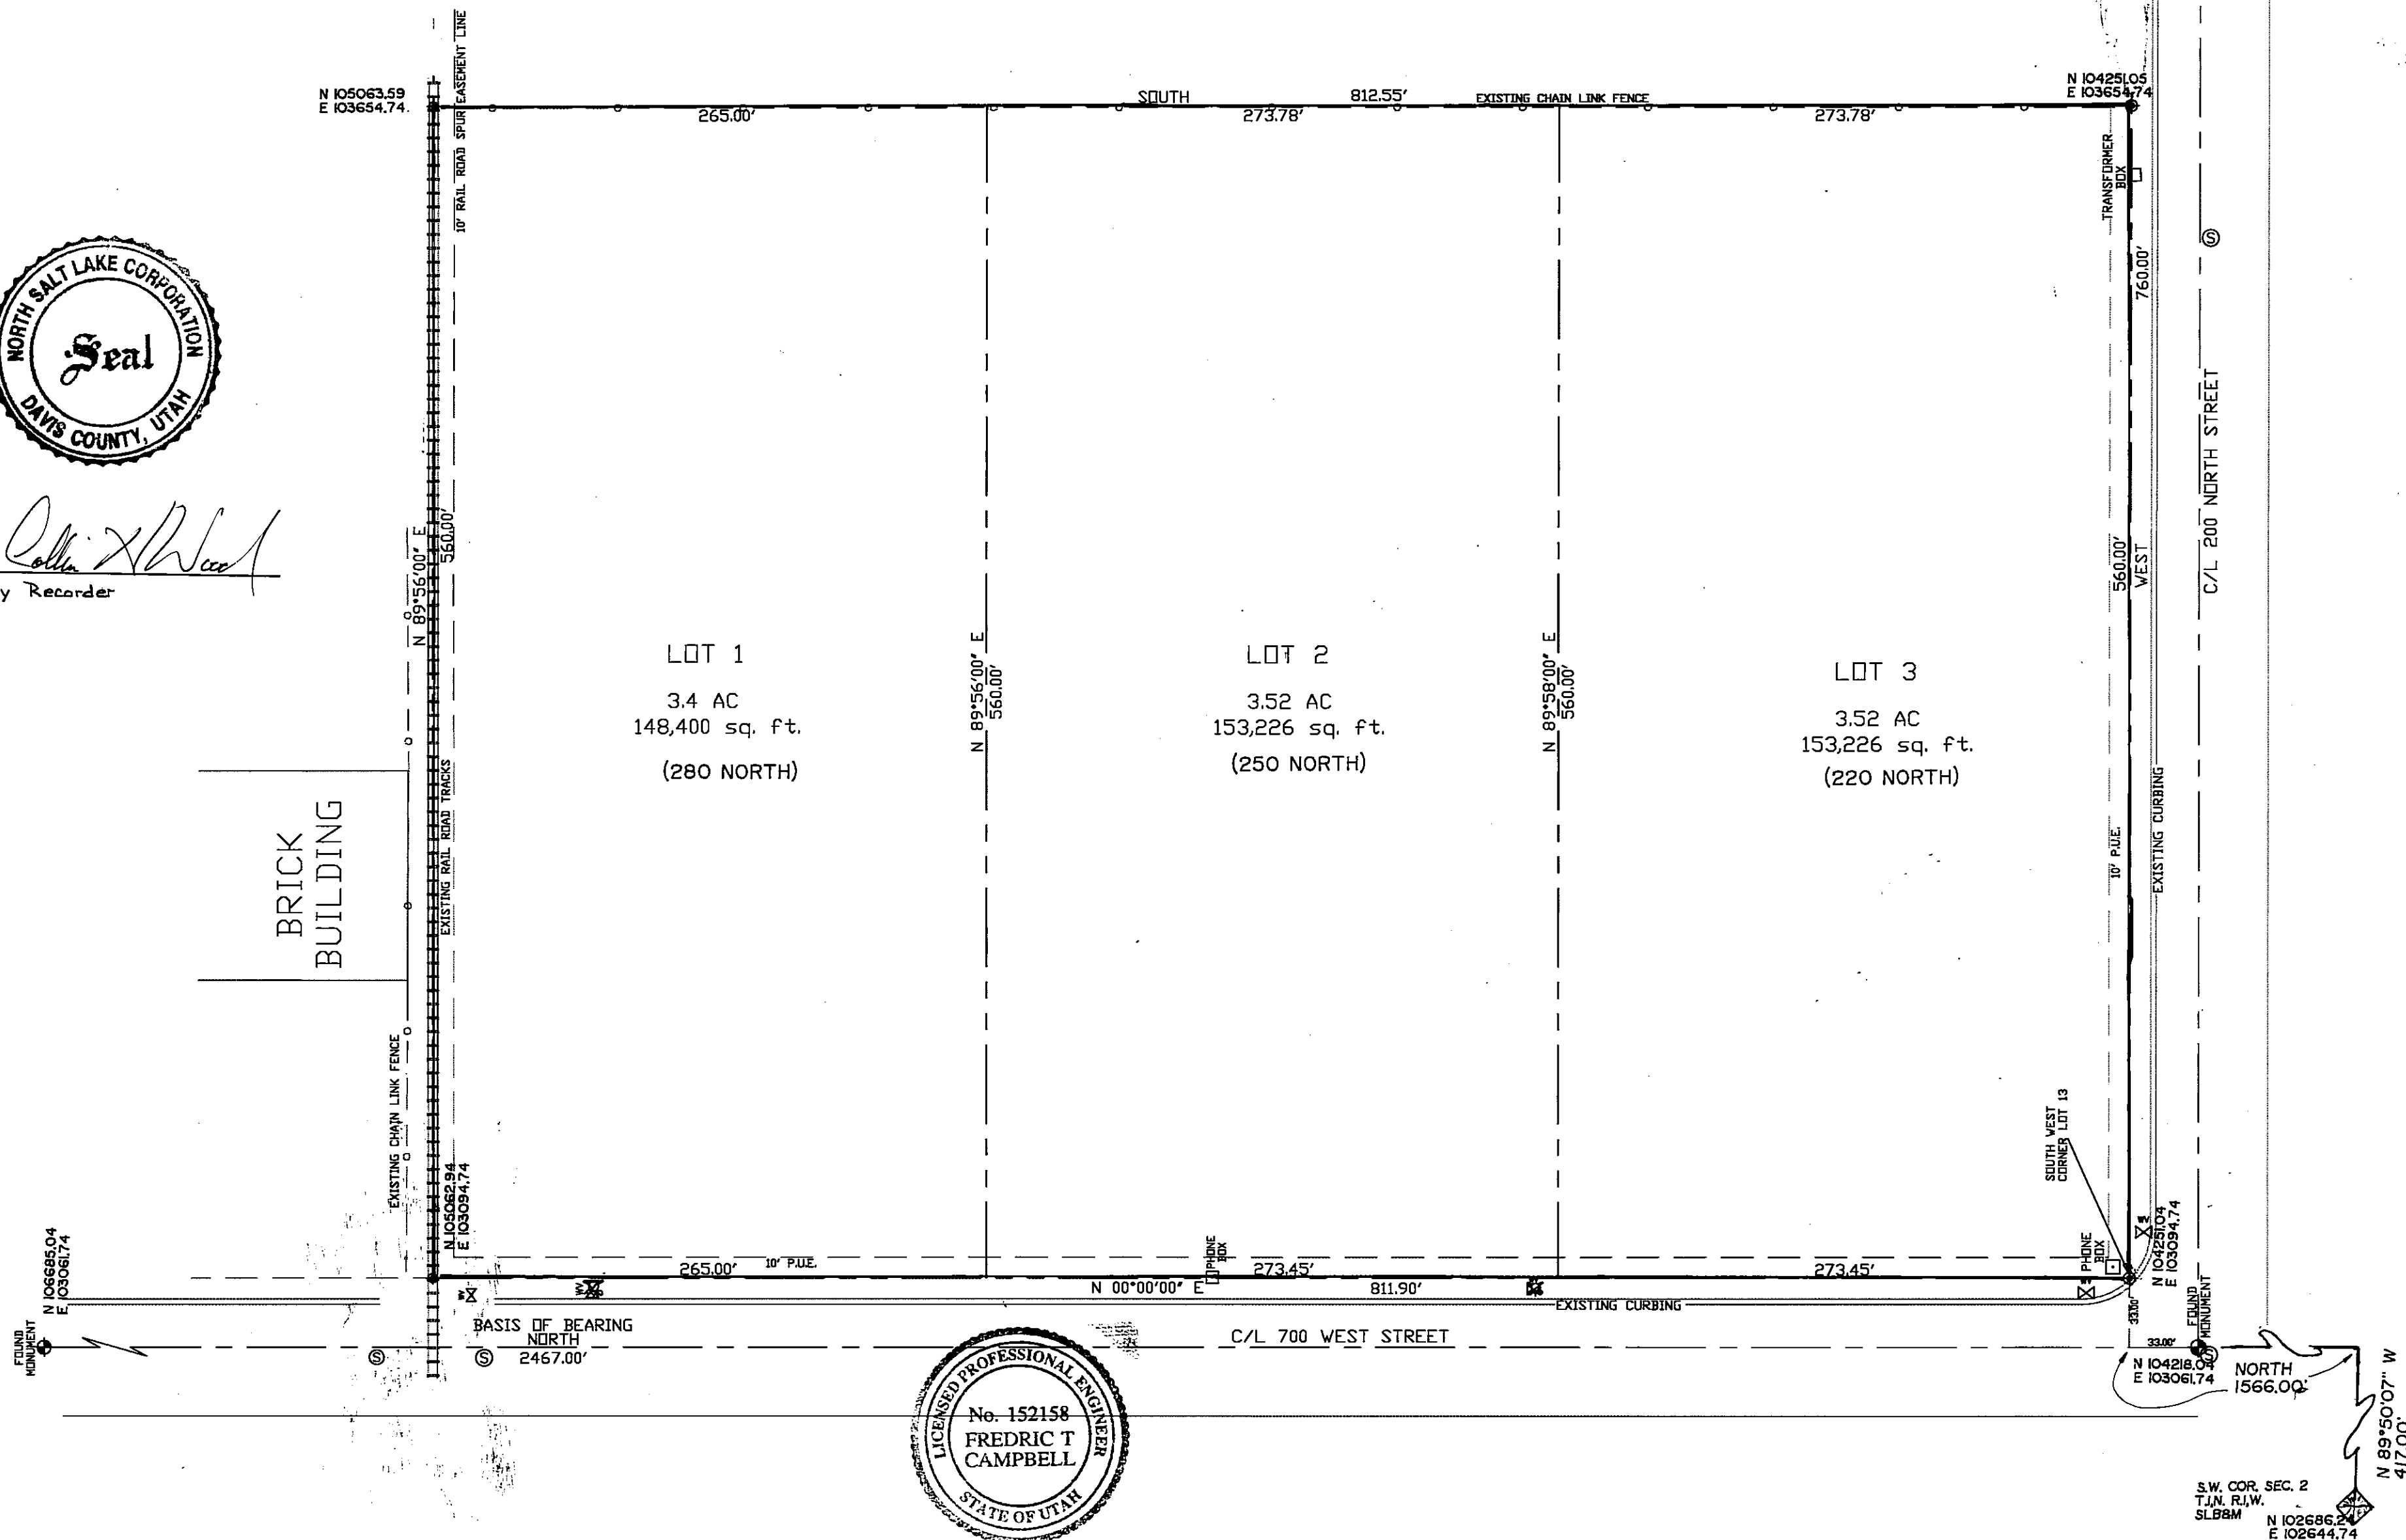 N 105063.59
E 103654.74
10' RAIL ROAD SPUR EASEMENT LINE
SOUTH 812.55' EXISTING CHAIN LINK FENCE
265.00' 273.78' 273.78'
N 104251.05
E 103654.74
TRANSFORMER
BOX
760.00'
C/L 200 NORTH STREET
NORTH SALT LAKE CORPORATION
Seal
DAVIS COUNTY, UTAH
y Recorder
N 89°56'00" E
560.00'
LOT 1
3.4 AC
148,400 sq. ft.
(280 NORTH)
N 89°56'00" E
560.00'
LOT 2
3.52 AC
153,226 sq. ft.
(250 NORTH)
N 89°58'00" E
560.00'
LOT 3
3.52 AC
153,226 sq. ft.
(220 NORTH)
560.00'
WEST
10' P.U.E.
EXISTING CURBING
BRICK
BUILDING
EXISTING RAIL ROAD TRACKS
EXISTING CHAIN LINK FENCE
N 105062.94
E 103094.74
SOUTH WEST
CORNER LOT 13
265.00' 10' P.U.E.
PHONE
BOX
273.45' 273.45'
PHONE
BOX
N 104251.04
E 103094.74
N 00°00'00" E 811.90'
EXISTING CURBING
N 106685.04
E 103061.74
FOUND
MONUMENT
BASIS OF BEARING
NORTH
2467.00'
S
S
S
S
W
W
C/L 700 WEST STREET
33.00'
33.00'
FOUND
MONUMENT
N 104218.04
E 103061.74
NORTH
1566.00'
N 89°50'07" W
417.00'
LICENSED PROFESSIONAL ENGINEER
No. 152158
FREDRIC T
CAMPBELL
STATE OF UTAH
S.W. COR. SEC. 2
T.1.N. R.1.W.
SLB&M
N 102686.24
E 102644.74